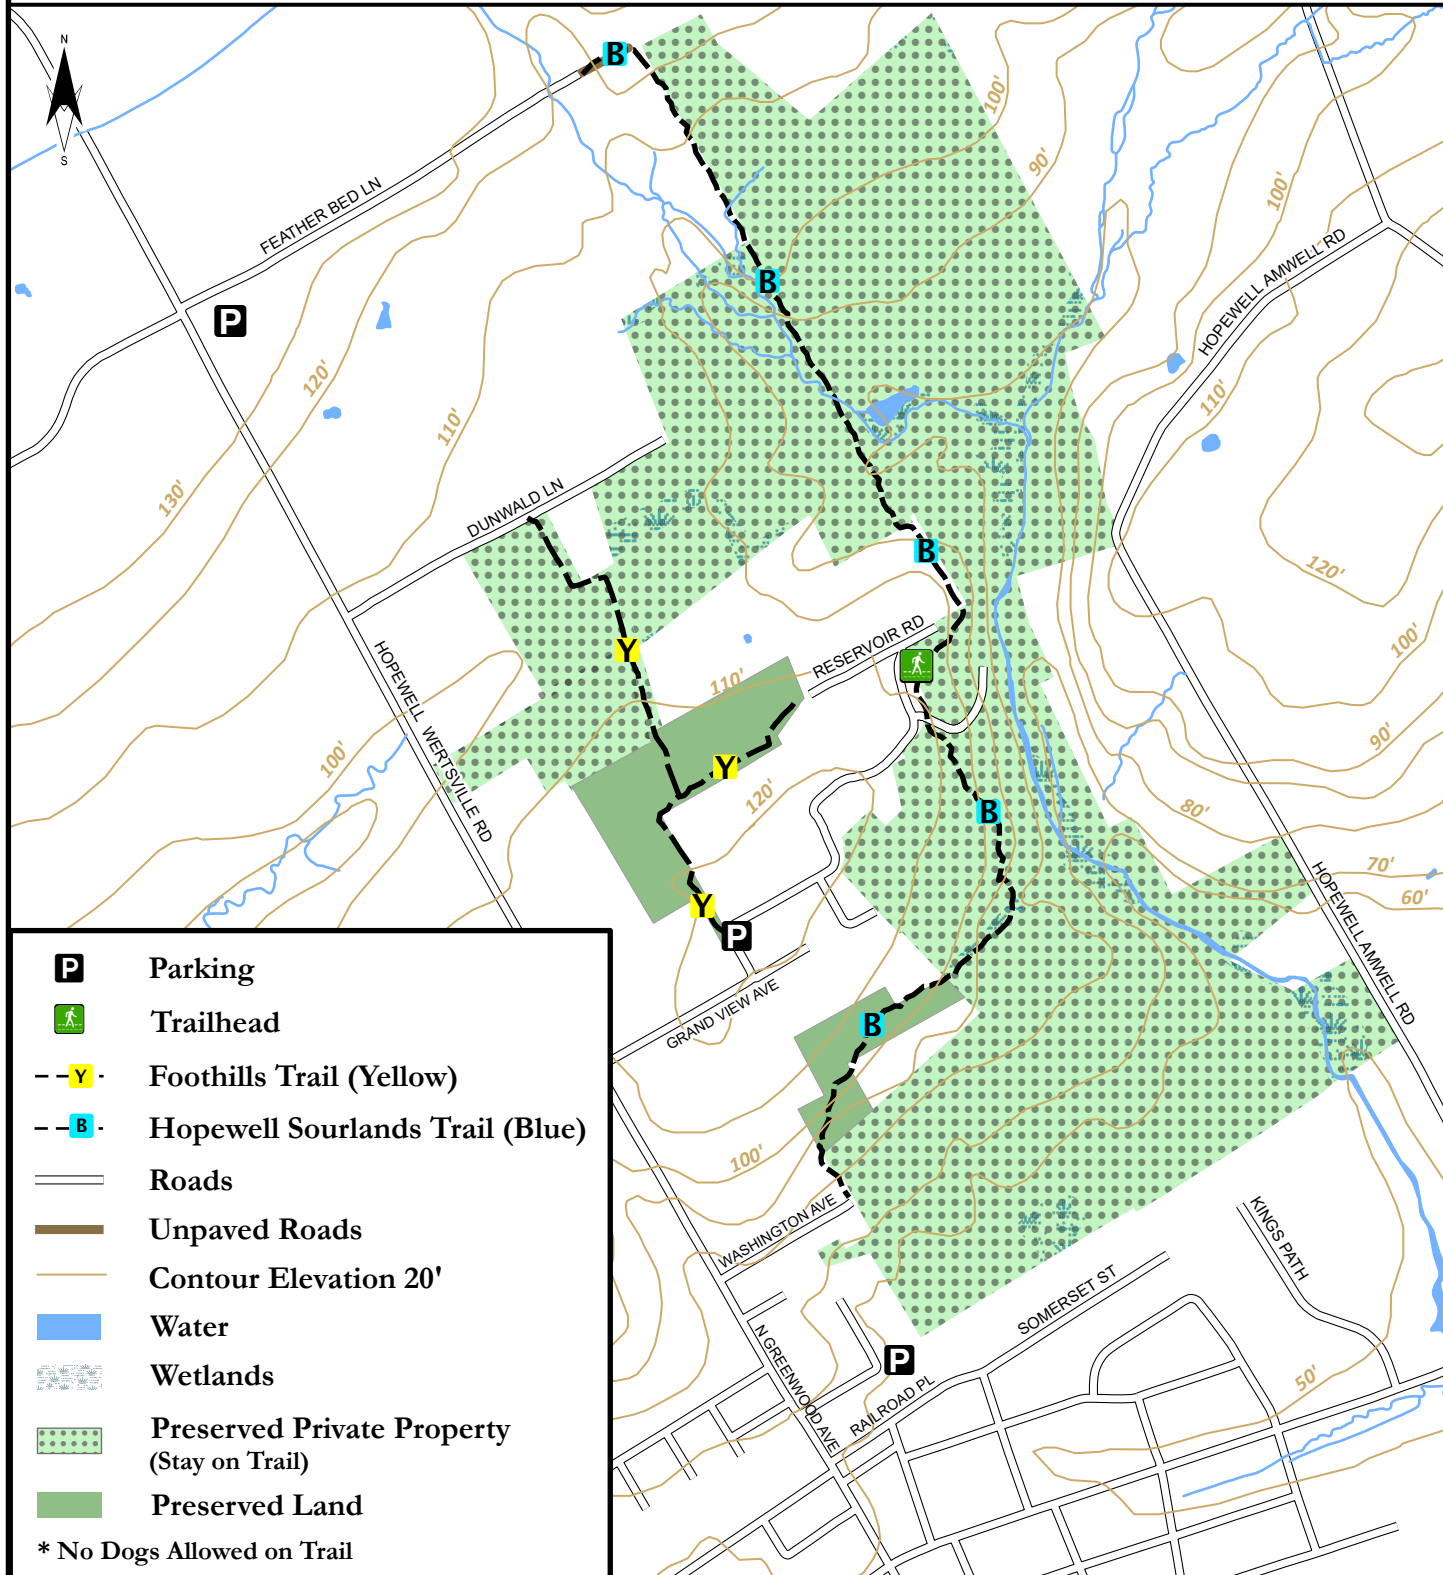 N
S
B
FEATHER BED LN
P
100'
90'
100'
HOPEWELL AMWELL RD
B
120'
110'
110'
130'
DUNWALD LN
B
120'
Y
RESERVOIR RD
100'
HOPEWELL WERTSVILLE RD
110'
100'
Y
120'
90'
B
80'
70'
60'
Y
P
HOPEWELL AMWELL RD
GRAND VIEW AVE
B
100'
WASHINGTON AVE
KINGS PATH
SOMERSET ST
N GREENWOOD AVE
P
RAILROAD PL
50'
P Parking
Trailhead
Y Foothills Trail (Yellow)
B Hopewell Sourlands Trail (Blue)
Roads
Unpaved Roads
Contour Elevation 20'
Water
Wetlands
Preserved Private Property
(Stay on Trail)
Preserved Land
* No Dogs Allowed on Trail